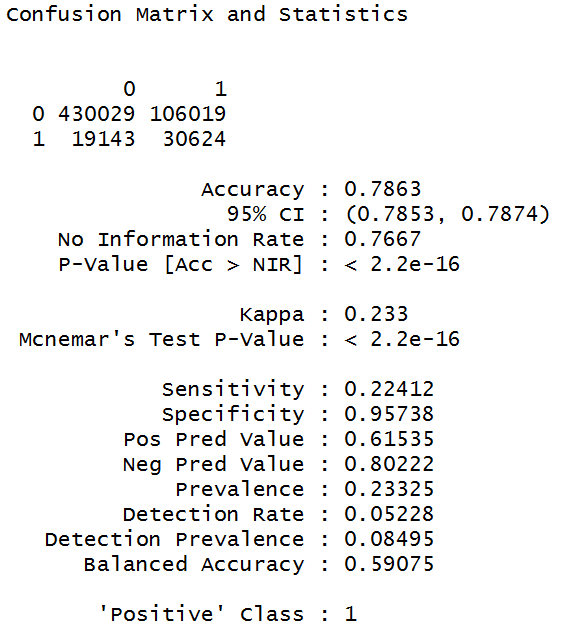 Confusion Matrix and Statistics
0 1
0 430029 106019
1 19143 30624
Accuracy : 0.7863
95% CI : (0.7853, 0.7874)
No Information Rate : 0.7667
P-Value [Acc > NIR] : < 2.2e-16
Kappa : 0.233
Mcnemar's Test P-Value : < 2.2e-16
Sensitivity : 0.22412
Specificity : 0.95738
Pos Pred Value : 0.61535
Neg Pred Value : 0.80222
Prevalence : 0.23325
Detection Rate : 0.05228
Detection Prevalence : 0.08495
Balanced Accuracy : 0.59075
'Positive' Class : 1